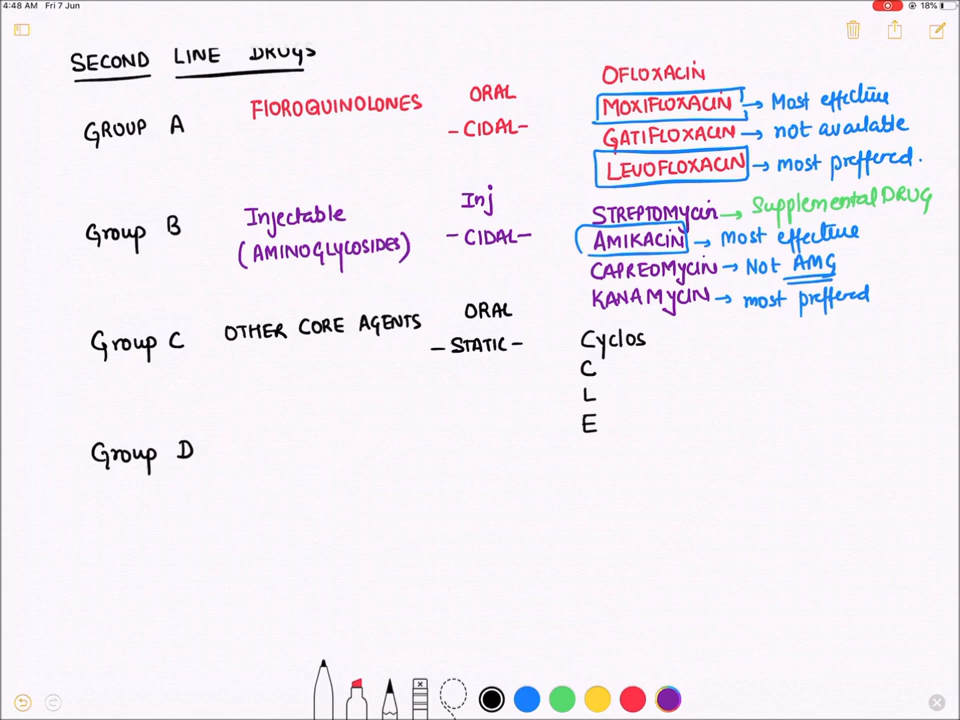 4:48 AM Fri 7 Jun
18%
SECOND LINE DRUGS
GROUP A FlOROQUINOLONES ORAL -CIDAL-
OFLOXACIN
MOXIFLOXACIN → Most effective
GATIFLOXACIN → not available
LEVOFLOXACIN → most preffered.
Group B Injectable (AMINOGlyCOSIDES) Inj -CIDAL-
STREPTOMycin → Supplemental DRUG
AMIKACIN → Most effective
CAPREOMycin → Not AMG
KANAMYCIN → most preffered
Group C OTHER CORE AGENTS ORAL -STATIC-
Cyclos
C
L
E
Group D